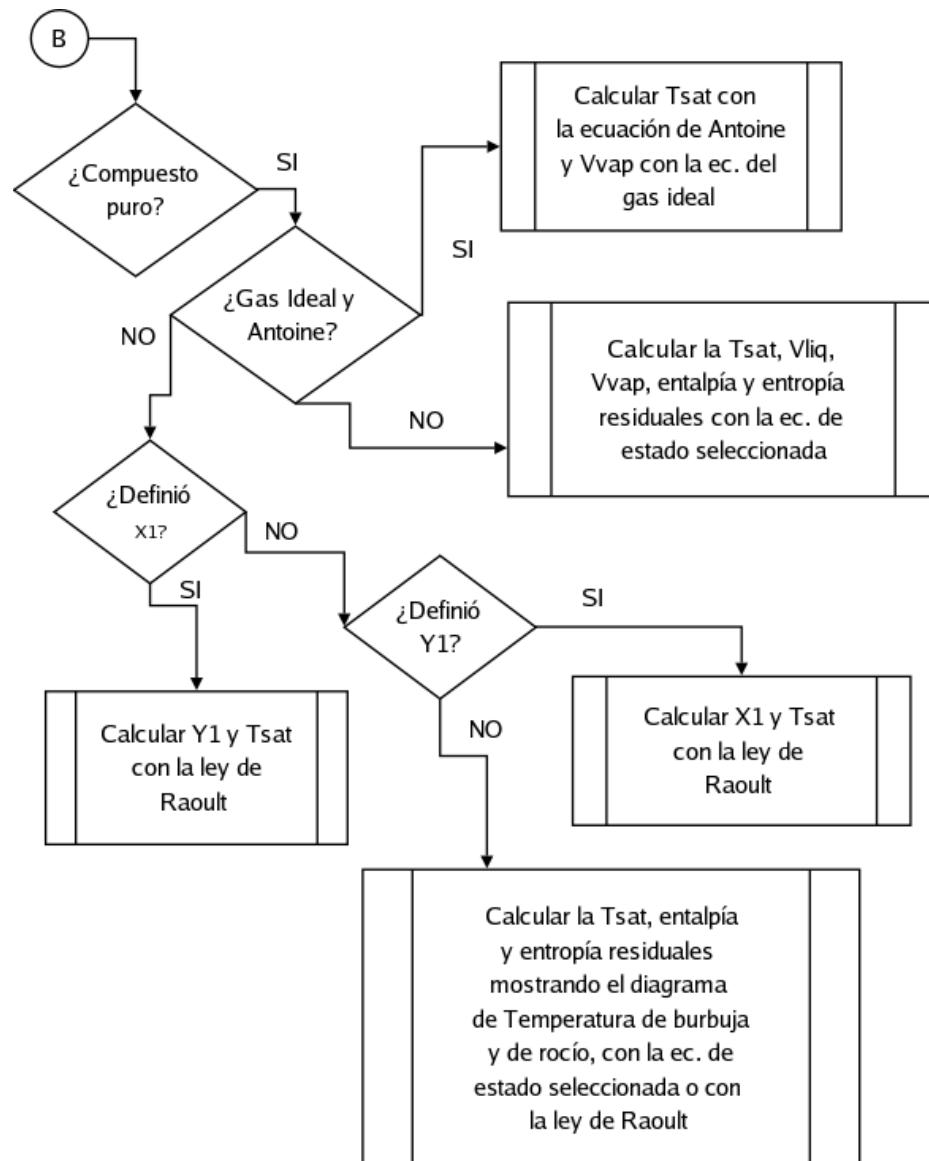 B
¿Compuesto
puro?
SI
Calcular Tsat con
la ecuación de Antoine
y Vvap con la ec. del
gas ideal
SI
¿Gas Ideal y
Antoine?
NO
Calcular la Tsat, Vliq,
Vvap, entalpía y entropía
residuales con la ec. de
estado seleccionada
NO
¿Definió
X1?
NO
SI
¿Definió
Y1?
SI
Calcular Y1 y Tsat
con la ley de
Raoult
Calcular X1 y Tsat
con la ley de
Raoult
NO
Calcular la Tsat, entalpía
y entropía residuales
mostrando el diagrama
de Temperatura de burbuja
y de rocío, con la ec. de
estado seleccionada o con
la ley de Raoult